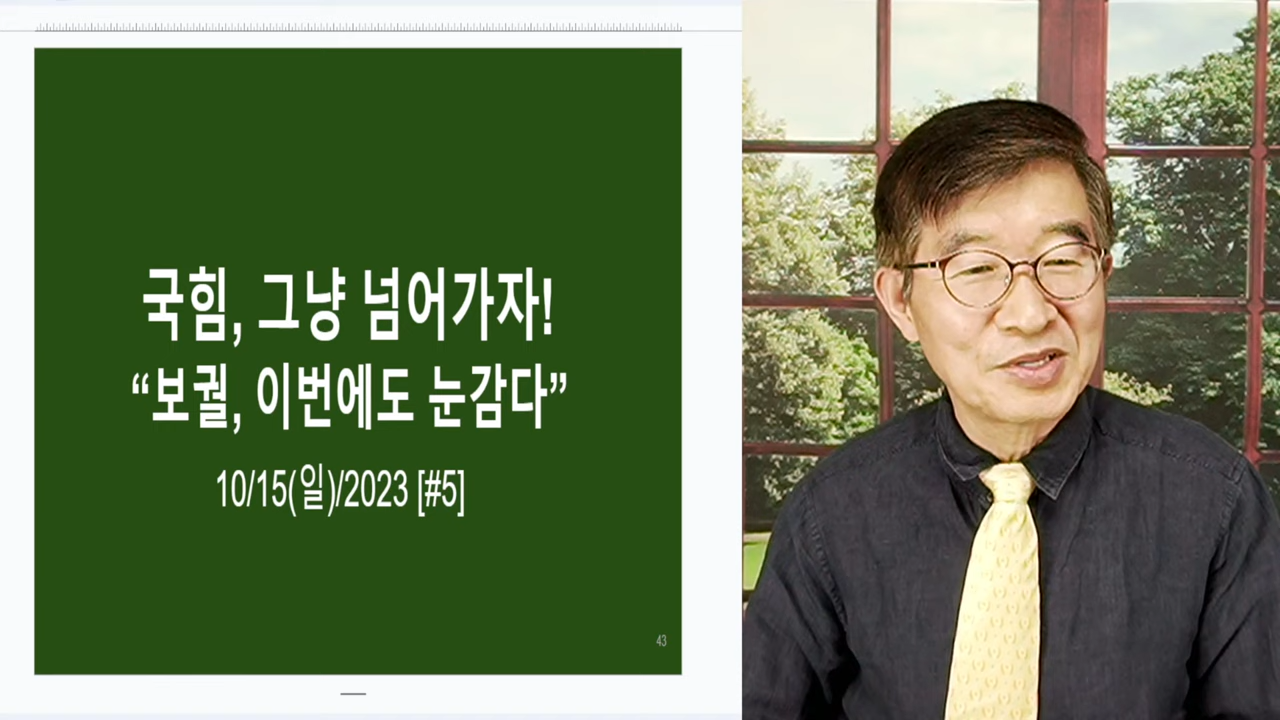 국힘, 그냥 넘어가자!
“보궐, 이번에도 눈감다”
10/15(일)/2023 [#5]
43